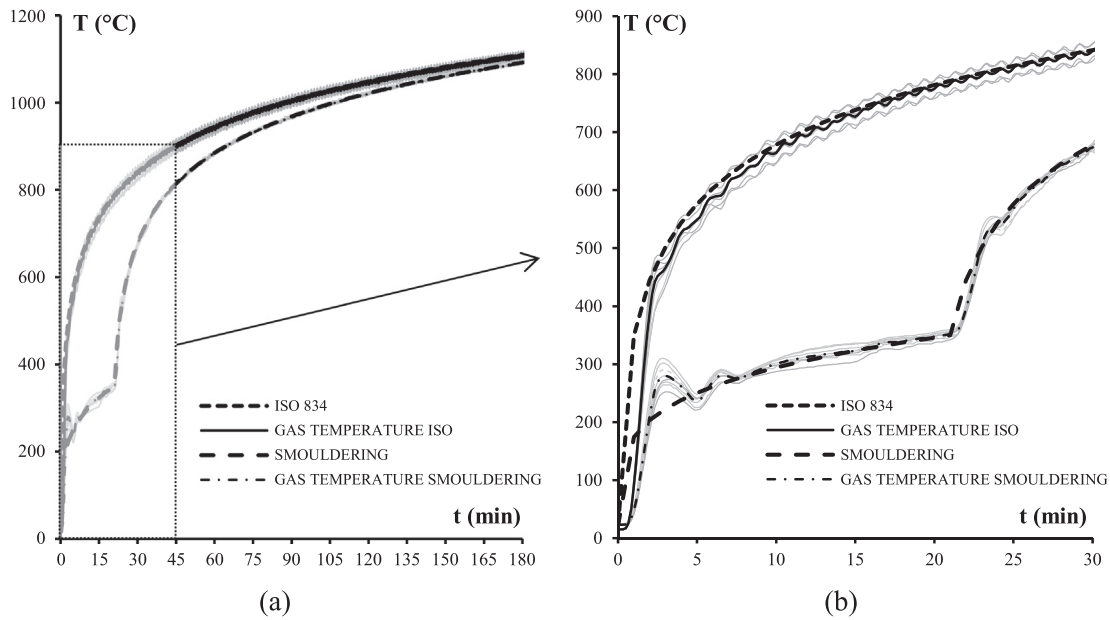 T (°C)
1200
1000
800
600
400
200
0
ISO 834
GAS TEMPERATURE ISO
SMOULDERING
GAS TEMPERATURE SMOULDERING
t (min)
0 15 30 45 60 75 90 105 120 135 150 165 180
(a)
T (°C)
900
800
700
600
500
400
300
200
100
0
ISO 834
GAS TEMPERATURE ISO
SMOULDERING
GAS TEMPERATURE SMOULDERING
t (min)
0 5 10 15 20 25 30
(b)